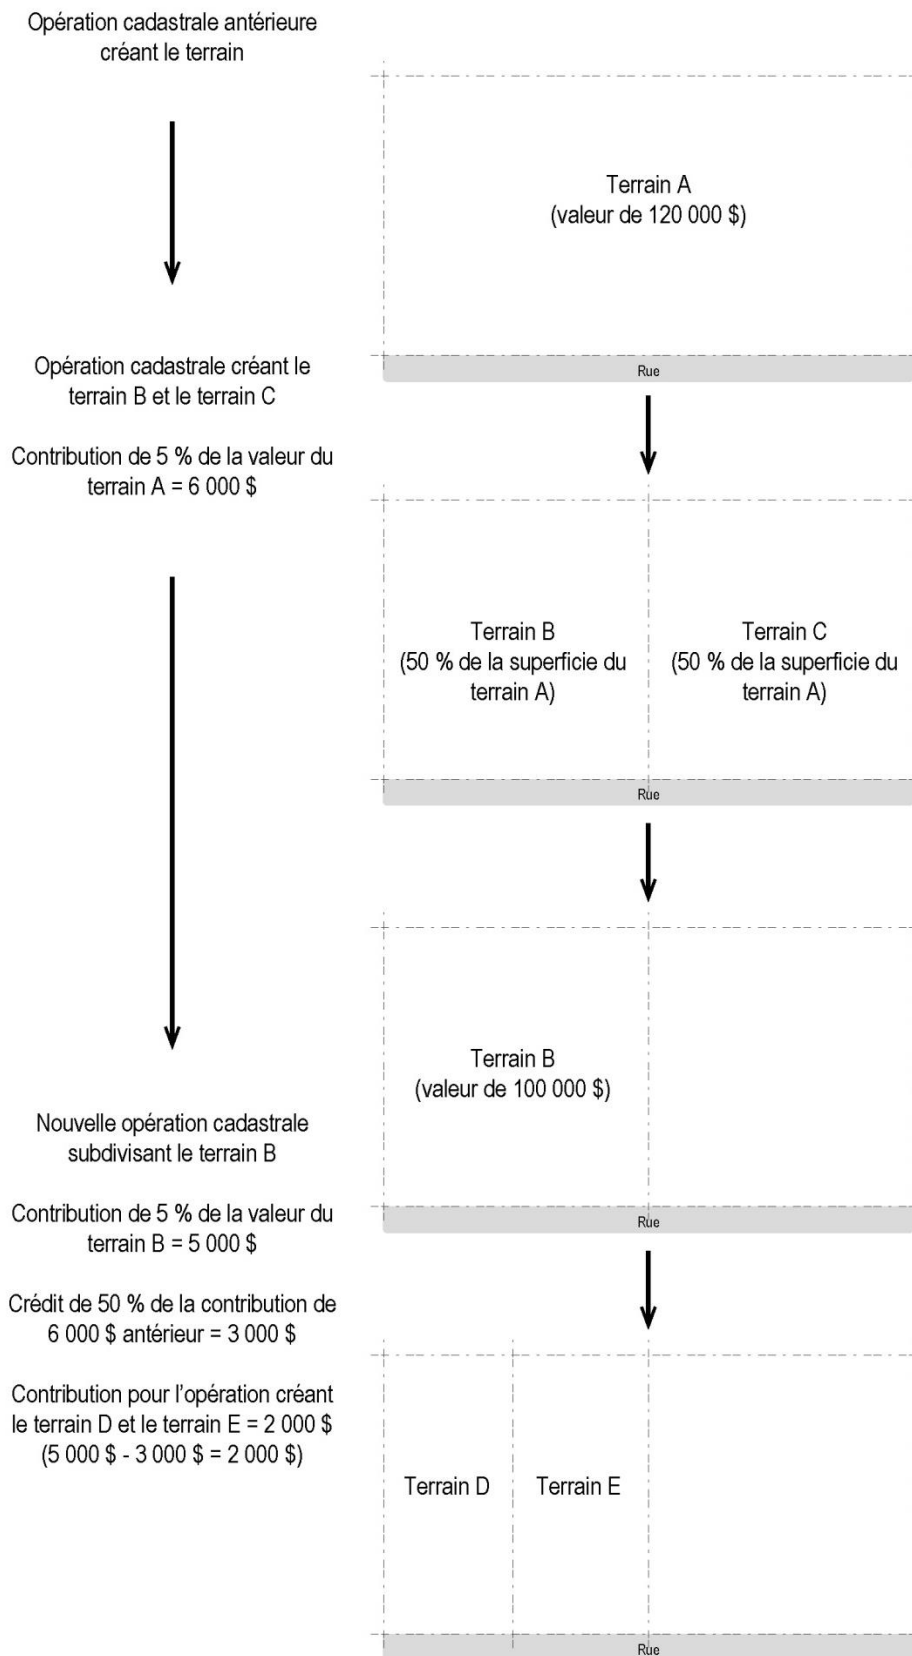 Opération cadastrale antérieure
créant le terrain
Terrain A
(valeur de 120 000 $)
Rue
Opération cadastrale créant le
terrain B et le terrain C
Contribution de 5 % de la valeur du
terrain A = 6 000 $
Terrain B
(50 % de la superficie du
terrain A)
Terrain C
(50 % de la superficie du
terrain A)
Rue
Terrain B
(valeur de 100 000 $)
Rue
Nouvelle opération cadastrale
subdivisant le terrain B
Contribution de 5 % de la valeur du
terrain B = 5 000 $
Crédit de 50 % de la contribution de
6 000 $ antérieur = 3 000 $
Contribution pour l'opération créant
le terrain D et le terrain E = 2 000 $
(5 000 $ - 3 000 $ = 2 000 $)
Terrain D
Terrain E
Rue